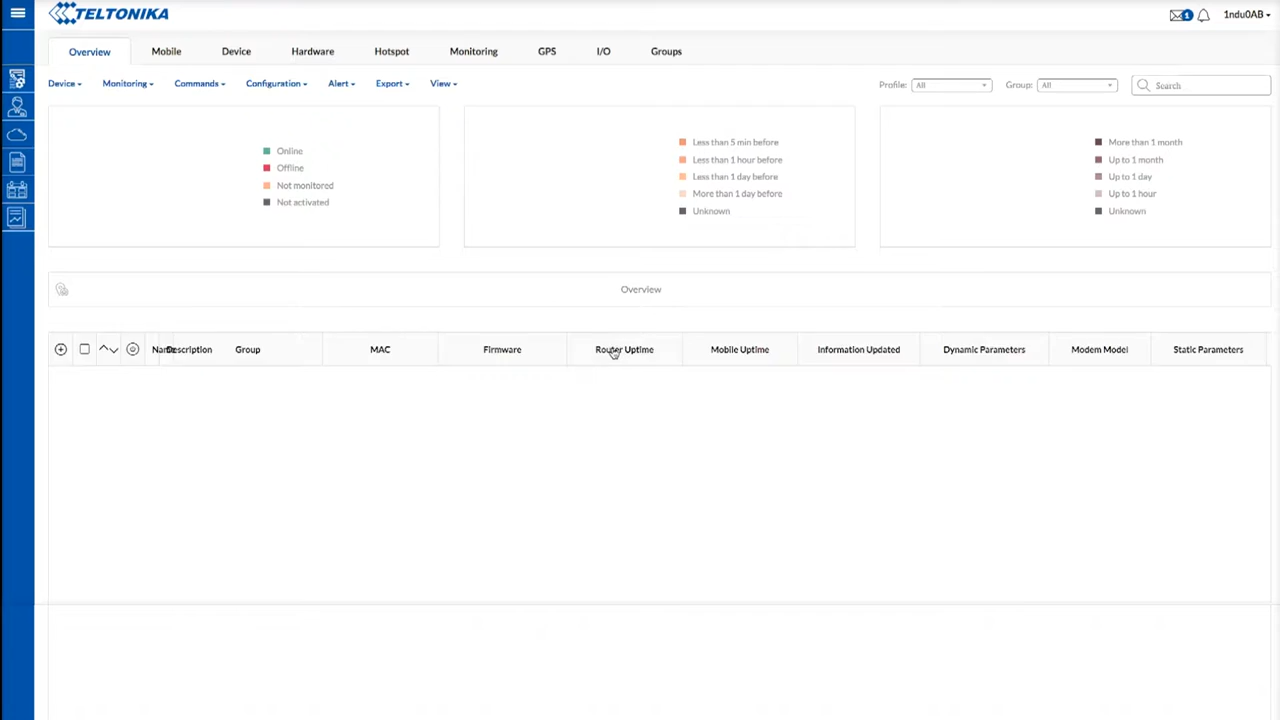 TELTONIKA
1
1ndu0AB
Overview Mobile Device Hardware Hotspot Monitoring GPS I/O Groups
Device Monitoring Commands Configuration Alert Export View Profile: All Group: All Search
Online
Offline
Not monitored
Not activated
Less than 5 min before
Less than 1 hour before
Less than 1 day before
More than 1 day before
Unknown
More than 1 month
Up to 1 month
Up to 1 day
Up to 1 hour
Unknown
Overview
Name Description Group MAC Firmware Router Uptime Mobile Uptime Information Updated Dynamic Parameters Modem Model Static Parameters